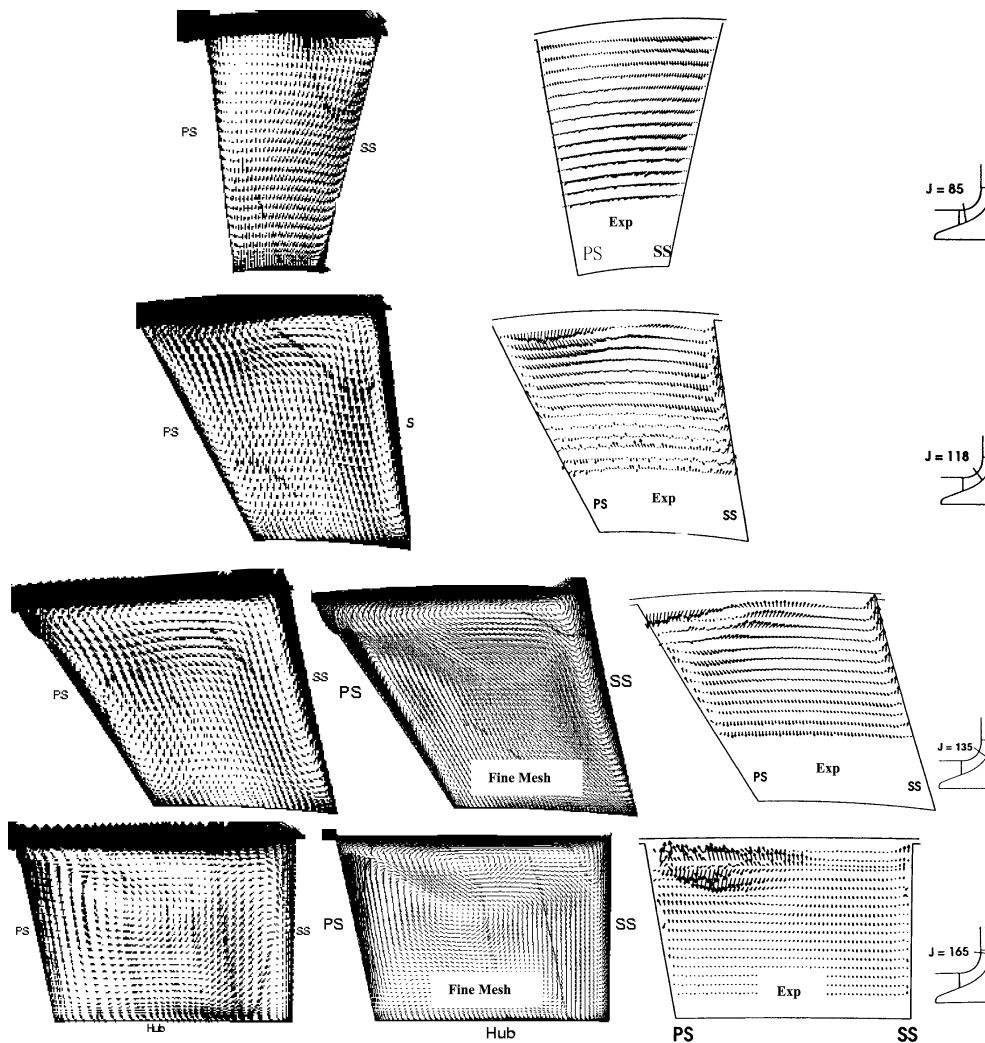 PS
SS
Exp
PS
SS
J = 85
PS
S
PS
Exp
SS
J = 118
PS
SS
PS
SS
Fine Mesh
PS
Exp
SS
J = 135
PS
SS
Hub
PS
SS
Fine Mesh
Hub
Exp
PS
SS
J = 165